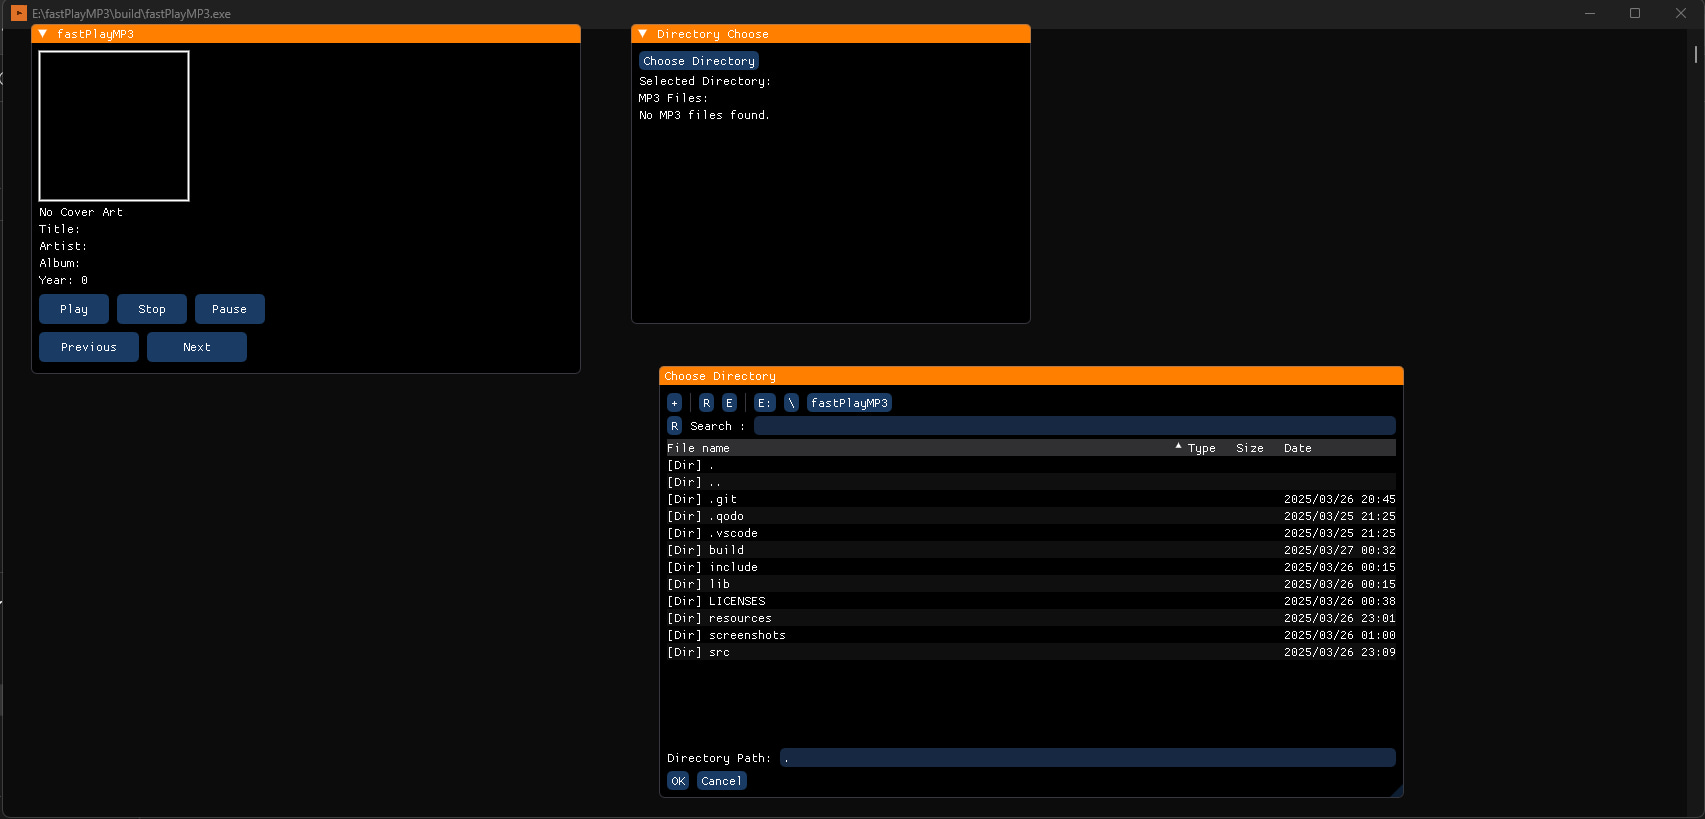 E:\fastPlayMP3\build\fastPlayMP3.exe
fastPlayMP3
No Cover Art
Title:
Artist:
Album:
Year: 0
Play Stop Pause
Previous Next
Directory Choose
Choose Directory
Selected Directory:
MP3 Files:
No MP3 files found.
Choose Directory
+ R E E: \ fastPlayMP3
R Search :
File name Type Size Date
[Dir] .
[Dir] ..
[Dir] .git 2025/03/26 20:45
[Dir] .qodo 2025/03/25 21:25
[Dir] .vscode 2025/03/25 21:25
[Dir] build 2025/03/27 00:32
[Dir] include 2025/03/26 00:15
[Dir] lib 2025/03/26 00:15
[Dir] LICENSES 2025/03/26 00:38
[Dir] resources 2025/03/26 23:01
[Dir] screenshots 2025/03/26 01:00
[Dir] src 2025/03/26 23:09
Directory Path: .
OK Cancel